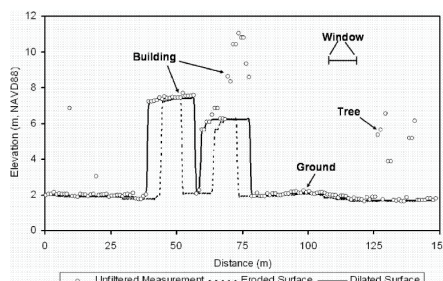 12
10
8
6
4
2
0
Elevation (m, NAVD88)
Building
Window
Tree
Ground
0 25 50 75 100 125 150
Distance (m)
Unfiltered Measurement Eroded Surface Dilated Surface